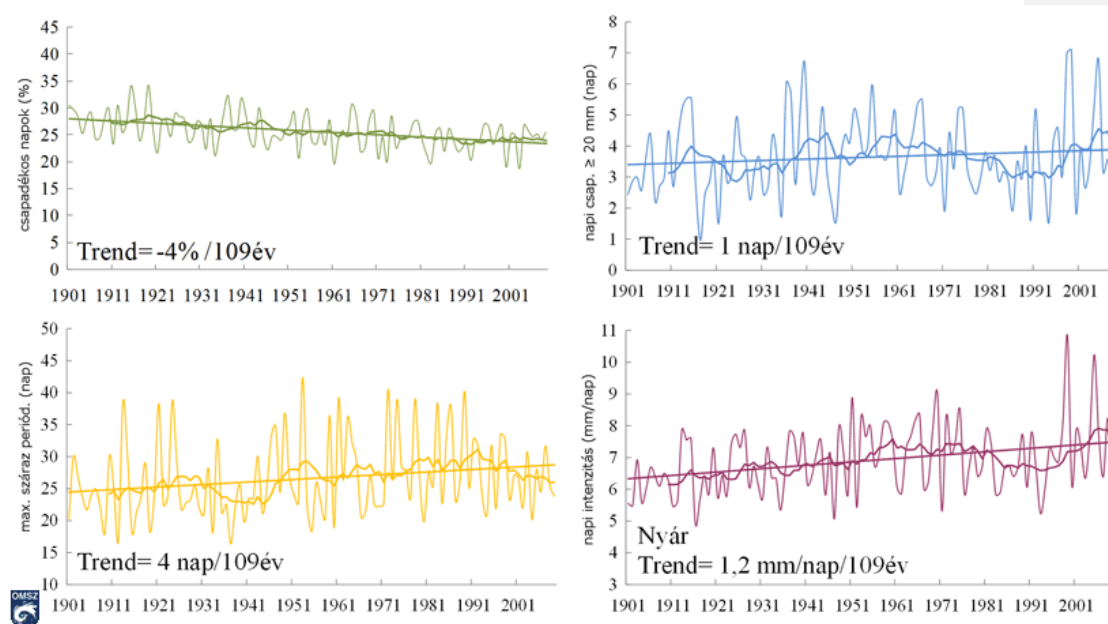 csapadékos napok (%)
45
40
35
30
25
20
15
10
5
0
Trend= -4% /109év
1901 1911 1921 1931 1941 1951 1961 1971 1981 1991 2001
napi csap. ≥ 20 mm (nap)
8
7
6
5
4
3
2
1
0
Trend= 1 nap/109év
1901 1911 1921 1931 1941 1951 1961 1971 1981 1991 2001
max. száraz periód. (nap)
50
45
40
35
30
25
20
15
10
Trend= 4 nap/109év
1901 1911 1921 1931 1941 1951 1961 1971 1981 1991 2001
napi intenzitás (mm/nap)
11
10
9
8
7
6
5
4
3
Nyár
Trend= 1,2 mm/nap/109év
1901 1911 1921 1931 1941 1951 1961 1971 1981 1991 2001
OMSZ